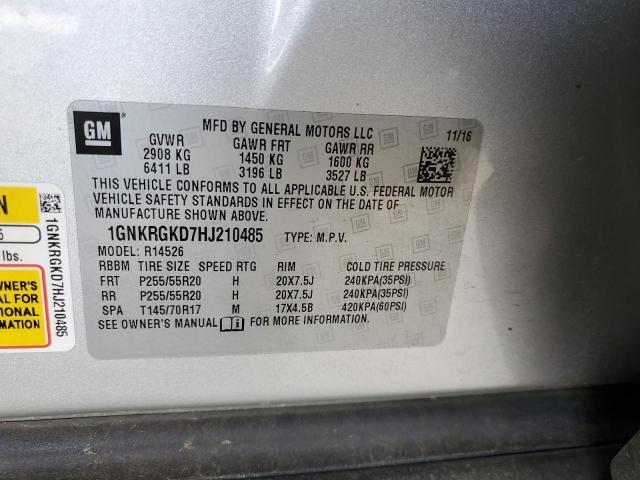 GM
MFD BY GENERAL MOTORS LLC
11/16
GVWR GAWR FRT GAWR RR
2908 KG 1450 KG 1600 KG
6411 LB 3196 LB 3527 LB
THIS VEHICLE CONFORMS TO ALL APPLICABLE U.S. FEDERAL MOTOR
VEHICLE SAFETY STANDARDS IN EFFECT ON THE DATE OF
MANUFACTURE SHOWN ABOVE.
1GNKRGKD7HJ210485 TYPE: M.P.V.
MODEL: R14526
RBBM TIRE SIZE SPEED RTG RIM COLD TIRE PRESSURE
FRT P255/55R20 H 20X7.5J 240KPA(35PSI)
RR P255/55R20 H 20X7.5J 240KPA(35PSI)
SPA T145/70R17 M 17X4.5B 420KPA(60PSI)
SEE OWNER'S MANUAL FOR MORE INFORMATION.
lbs.
OWNER'S
FOR
MATION
1GNKRGKD7HJ210485